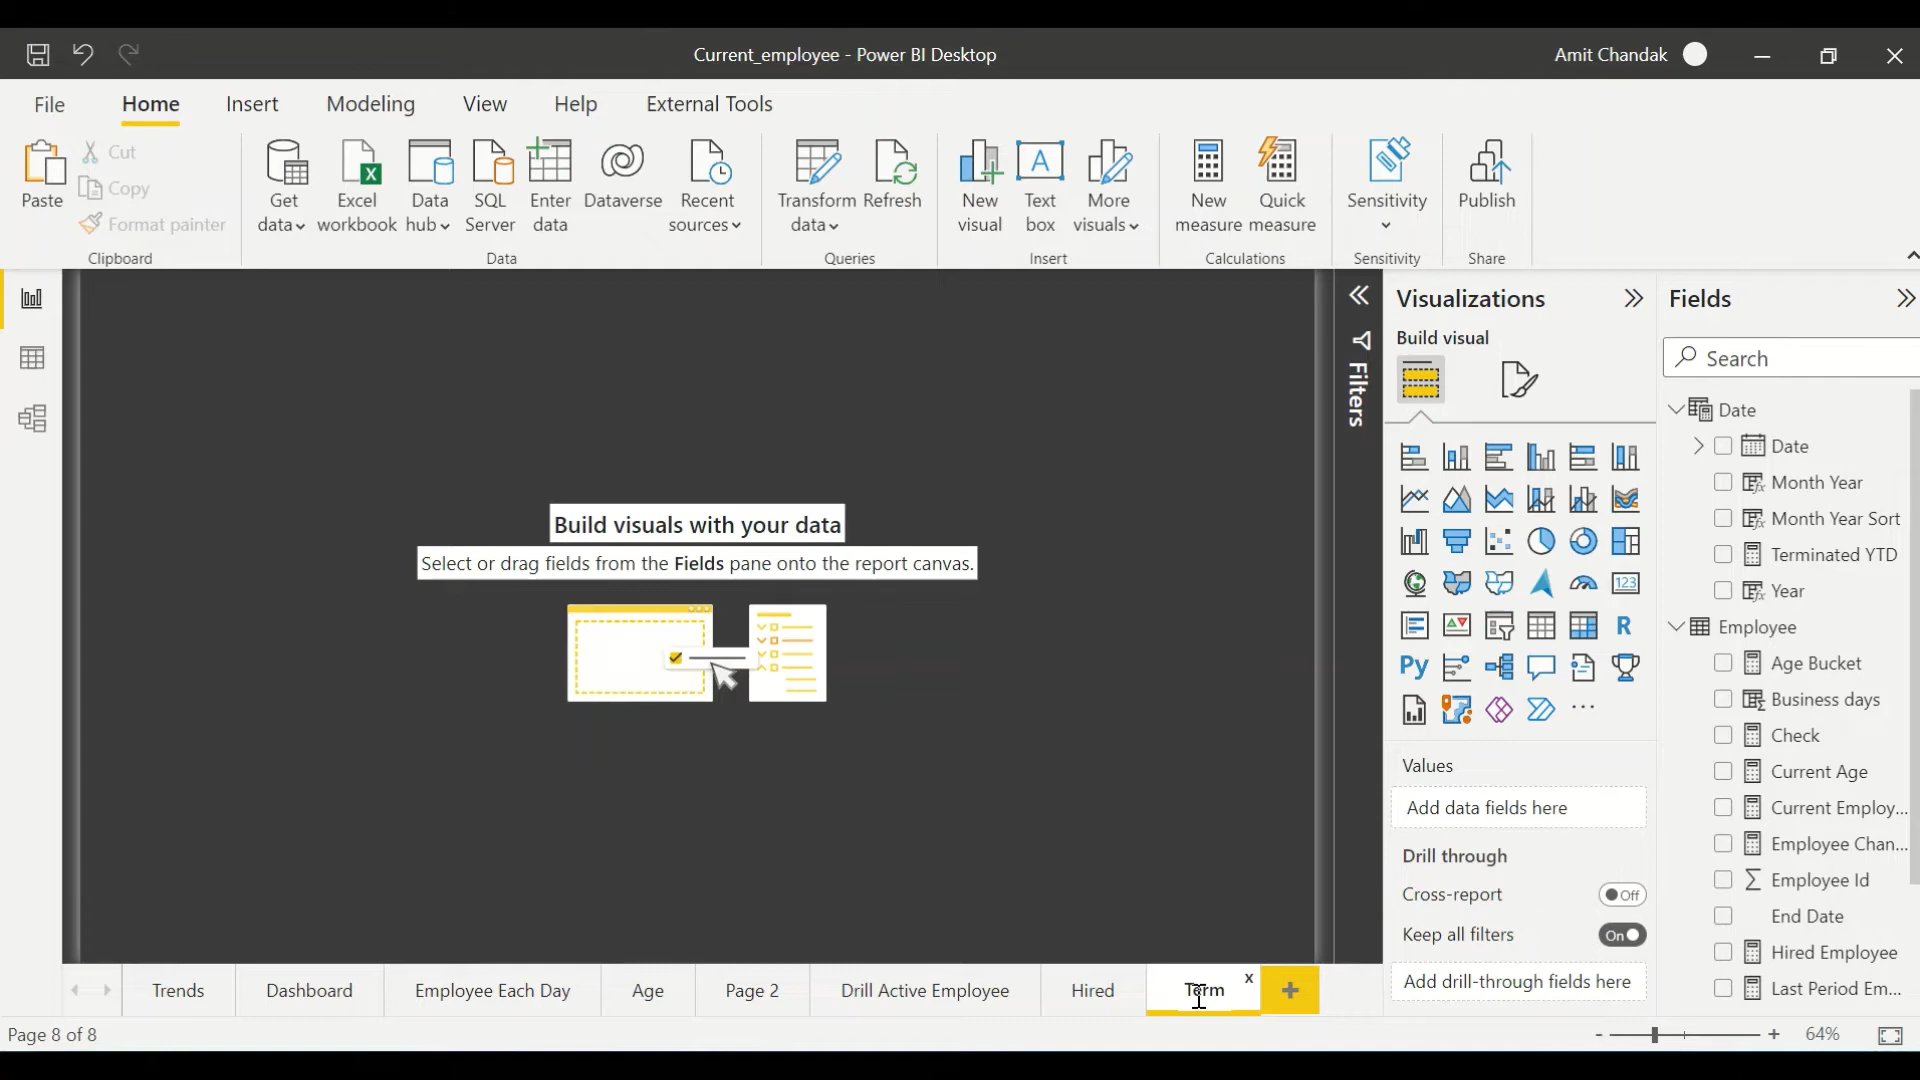 Current_employee - Power BI Desktop
Amit Chandak
File
Home
Insert
Modeling
View
Help
External Tools
Paste
Cut
Copy
Format painter
Clipboard
Get data
Excel workbook
Data hub
SQL Server
Enter data
Dataverse
Recent sources
Data
Transform data
Refresh
Queries
New visual
Text box
More visuals
Insert
New measure
Quick measure
Calculations
Sensitivity
Sensitivity
Publish
Share
Build visuals with your data
Select or drag fields from the Fields pane onto the report canvas.
Filters
Visualizations
Build visual
R
Py
123
Values
Add data fields here
Drill through
Cross-report
Off
Keep all filters
On
Add drill-through fields here
Fields
Search
Date
Date
Month Year
Month Year Sort
Terminated YTD
Year
Employee
Age Bucket
Business days
Check
Current Age
Current Employ...
Employee Chan...
Employee Id
End Date
Hired Employee
Last Period Em...
Trends
Dashboard
Employee Each Day
Age
Page 2
Drill Active Employee
Hired
Term
x
+
Page 8 of 8
-
+
64%